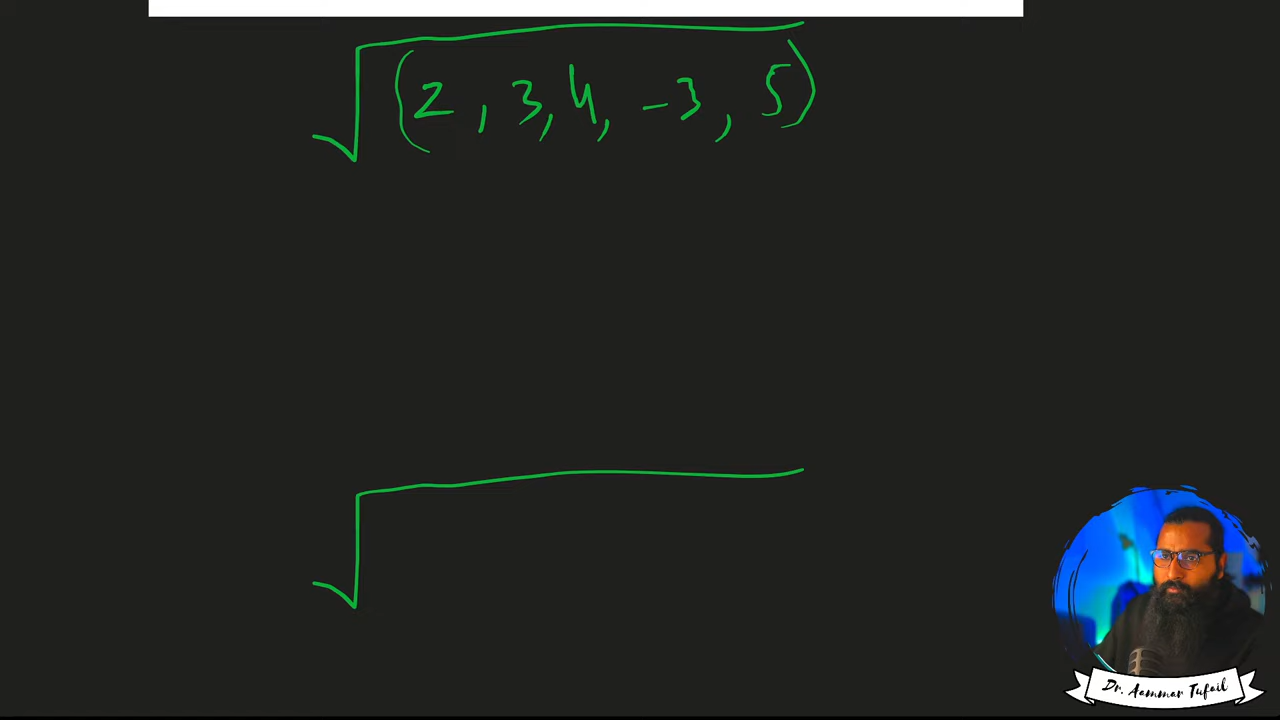 √(2, 3, 4, -3, 5)
√
Dr. Aammar Tufail